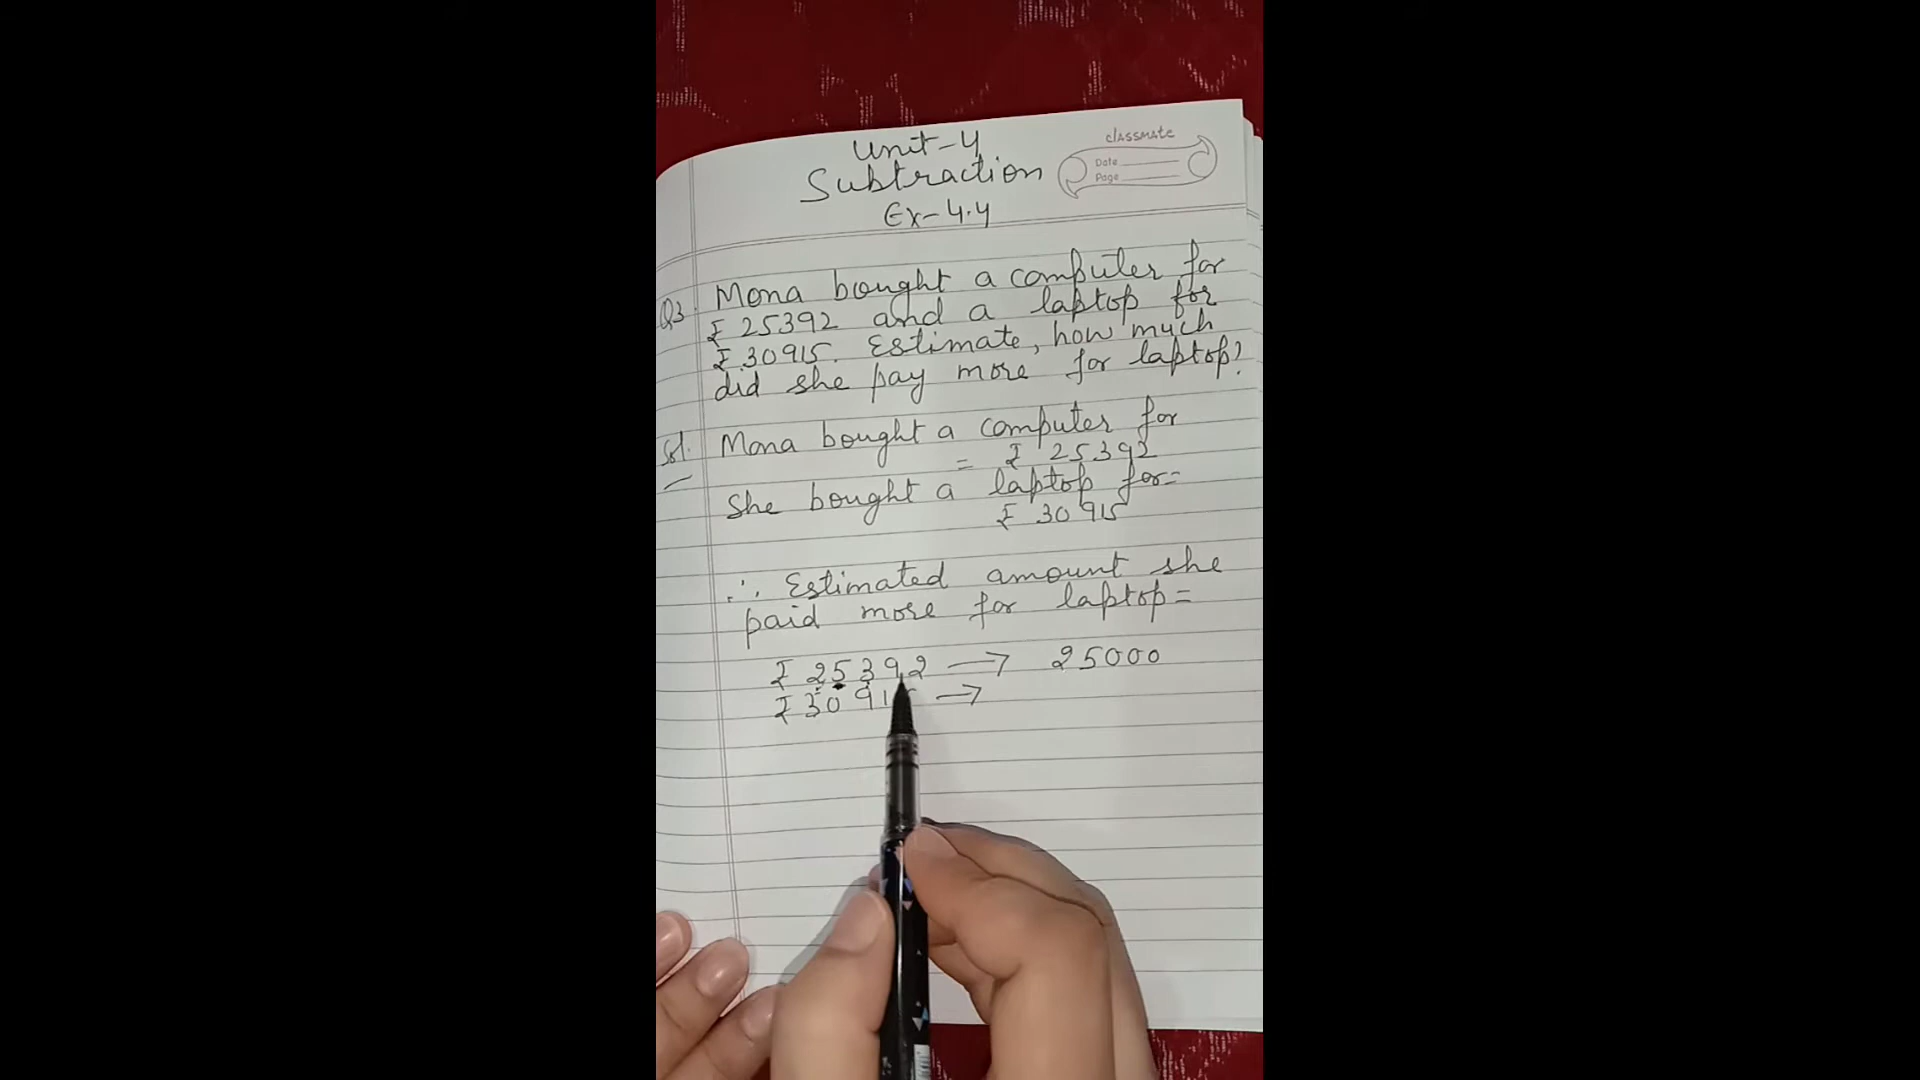 Unit-4
Subtraction
Ex-4.4
classmate
Date
Page
Q3. Mona bought a computer for
₹ 25392 and a laptop for
₹ 30915. Estimate, how much
did she pay more for laptop?
Sol. Mona bought a computer for
= ₹ 25392
She bought a laptop for=
₹ 30915
∴ Estimated amount she
paid more for laptop=
₹ 25392 → 25000
₹ 3091 →